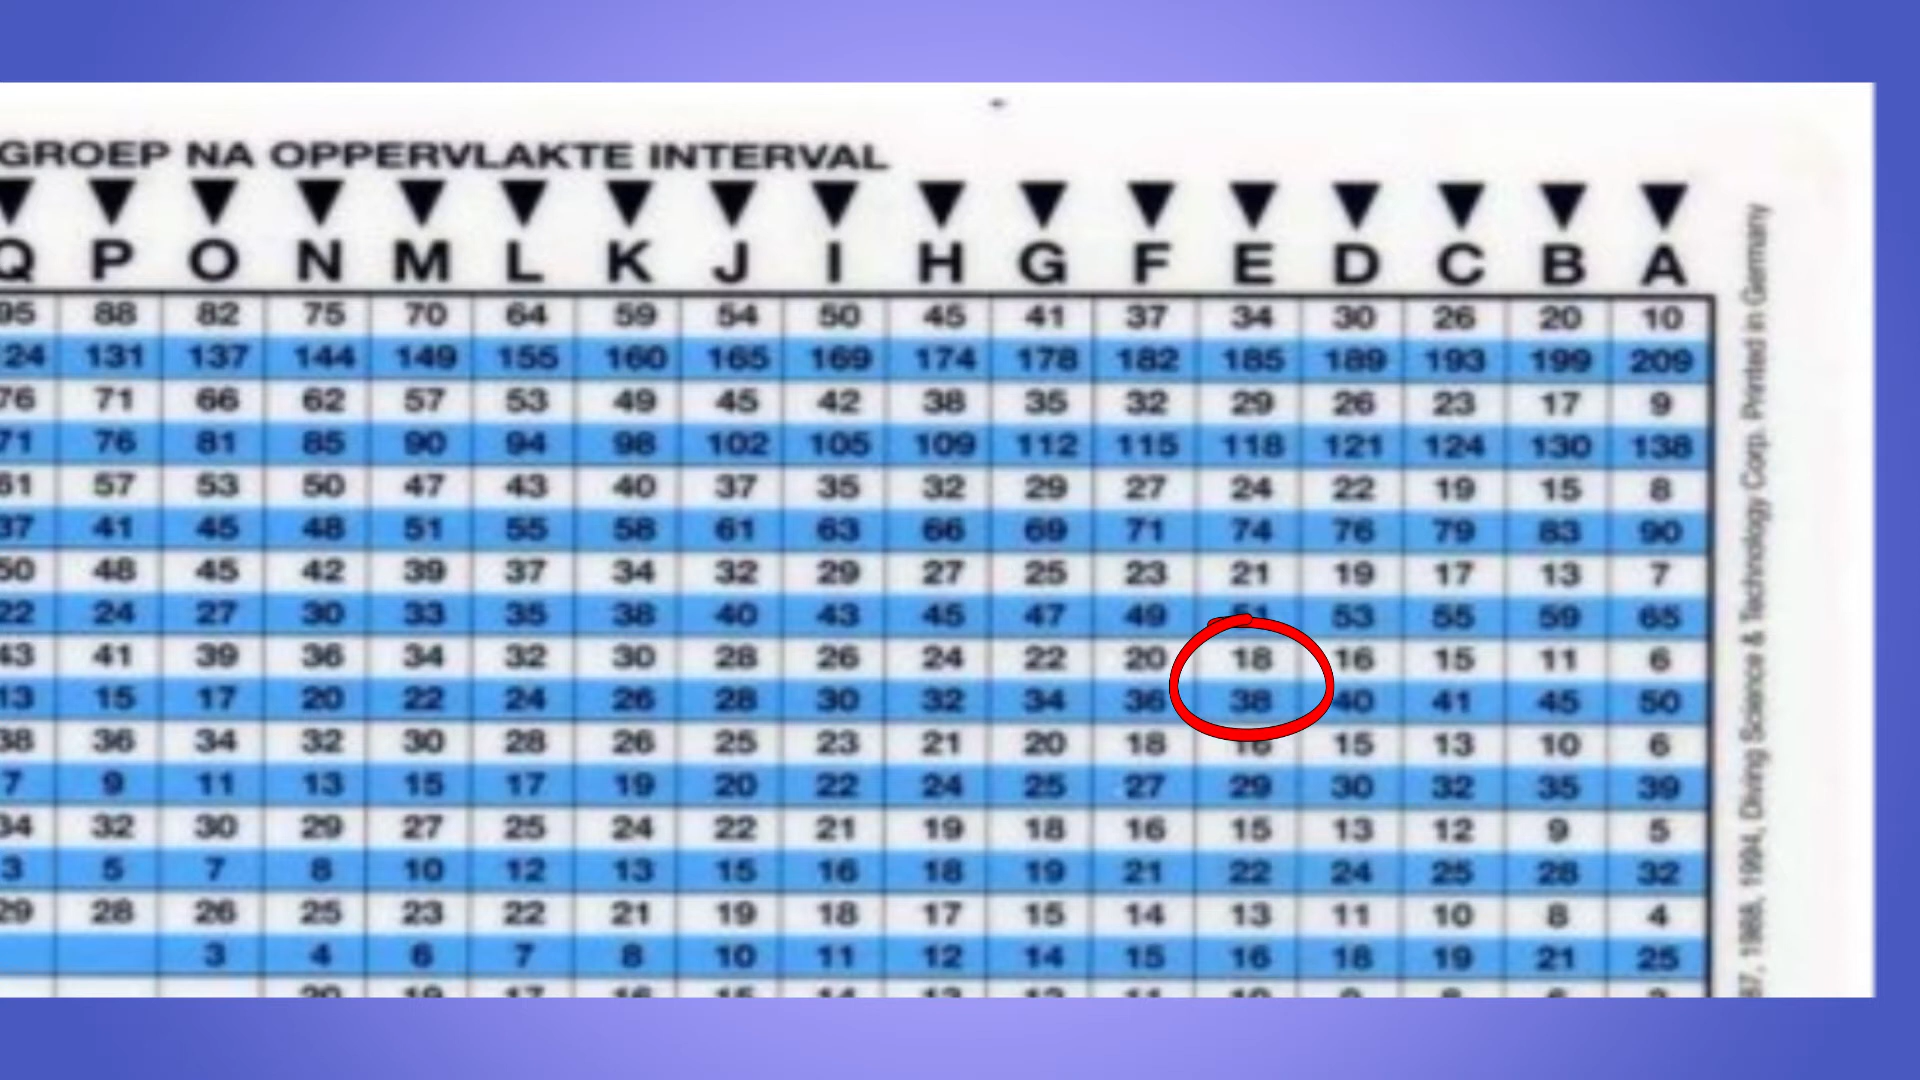 GROEP NA OPPERVLAKTE INTERVAL
Q P O N M L K J I H G F E D C B A
95 88 82 75 70 64 59 54 50 45 41 37 34 30 26 20 10
24 131 137 144 149 155 160 165 169 174 178 182 185 189 193 199 209
76 71 66 62 57 53 49 45 42 38 35 32 29 26 23 17 9
71 76 81 85 90 94 98 102 105 109 112 115 118 121 124 130 138
61 57 53 50 47 43 40 37 35 32 29 27 24 22 19 15 8
37 41 45 48 51 55 58 61 63 66 69 71 74 76 79 83 90
50 48 45 42 39 37 34 32 29 27 25 23 21 19 17 13 7
22 24 27 30 33 35 38 40 43 45 47 49 51 53 55 59 65
43 41 39 36 34 32 30 28 26 24 22 20 18 16 15 11 6
13 15 17 20 22 24 26 28 30 32 34 36 38 40 41 45 50
38 36 34 32 30 28 26 25 23 21 20 18 16 15 13 10 6
7 9 11 13 15 17 19 20 22 24 25 27 29 30 32 35 39
34 32 30 29 27 25 24 22 21 19 18 16 15 13 12 9 5
3 5 7 8 10 12 13 15 16 18 19 21 22 24 25 28 32
29 28 26 25 23 22 21 19 18 17 15 14 13 11 10 8 4
3 4 6 7 8 10 11 12 14 15 16 18 19 21 25
87, 1988, 1994, Diving Science & Technology Corp. Printed in Germany